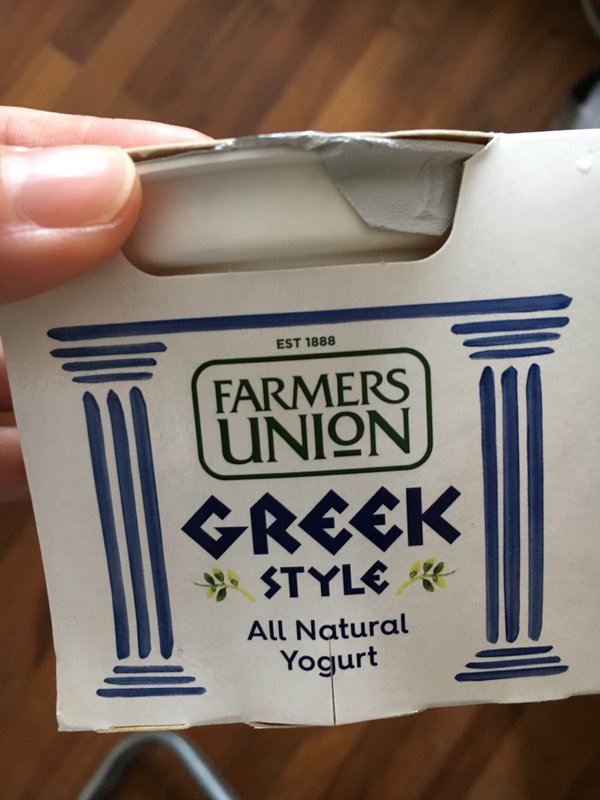 EST 1888
FARMERS
UNION
GREEK
STYLE
All Natural
Yogurt